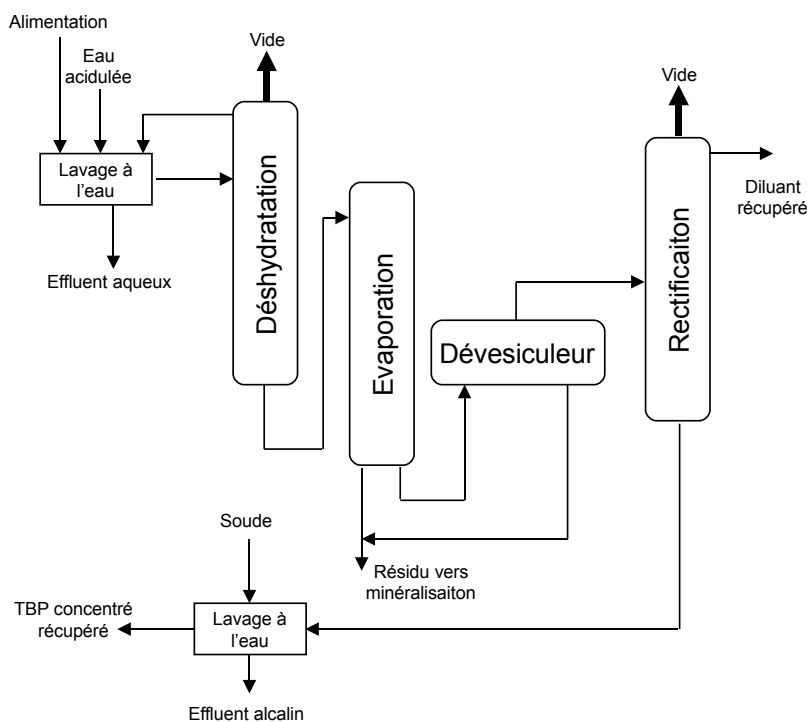 Alimentation
Eau
acidulée
Vide
Vide
Lavage à
l'eau
Effluent aqueux
Déshydratation
Evaporation
Dévesiculeur
Rectificaiton
Diluant
récupéré
Soude
Résidu vers
minéralisaiton
TBP concentré
récupéré
Lavage à
l'eau
Effluent alcalin